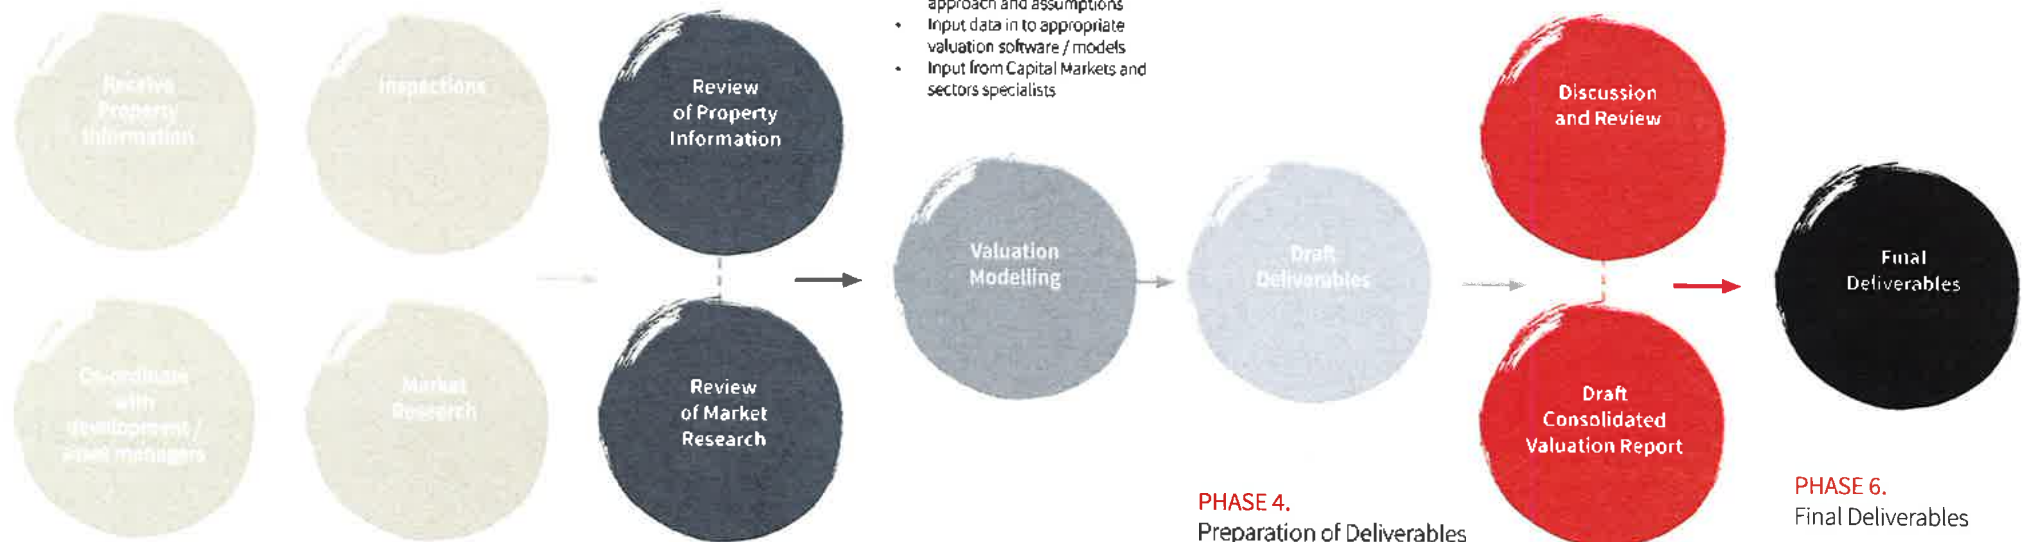 approach and assumptions
• Input data in to appropriate
valuation software / models
• Input from Capital Markets and
sectors specialists
Receive
Property
Information
Inspections
Review
of Property
Information
Discussion
and Review
Valuation
Modelling
Draft
Deliverables
Final
Deliverables
Co-ordinate
with
development /
asset managers
Market
Research
Review
of Market
Research
Draft
Consolidated
Valuation Report
PHASE 4.
Preparation of Deliverables
PHASE 6.
Final Deliverables